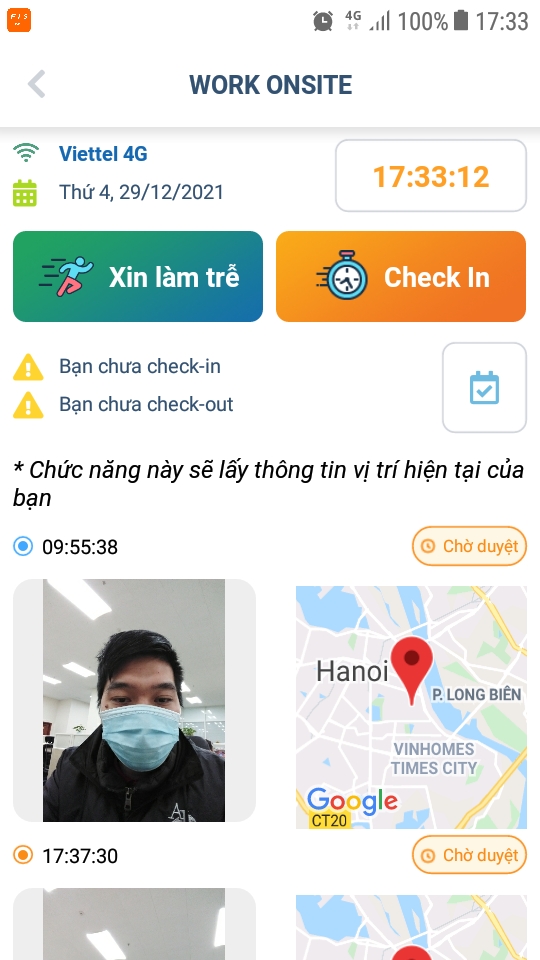 FIS
4G
100%
17:33
WORK ONSITE
Viettel 4G
17:33:12
Thứ 4, 29/12/2021
Xin làm trễ
Check In
Bạn chưa check-in
Bạn chưa check-out
* Chức năng này sẽ lấy thông tin vị trí hiện tại của
bạn
09:55:38
Chờ duyệt
Hanoi
P. LONG BIÊN
VINHOMES
TIMES CITY
Google
CT20
17:37:30
Chờ duyệt